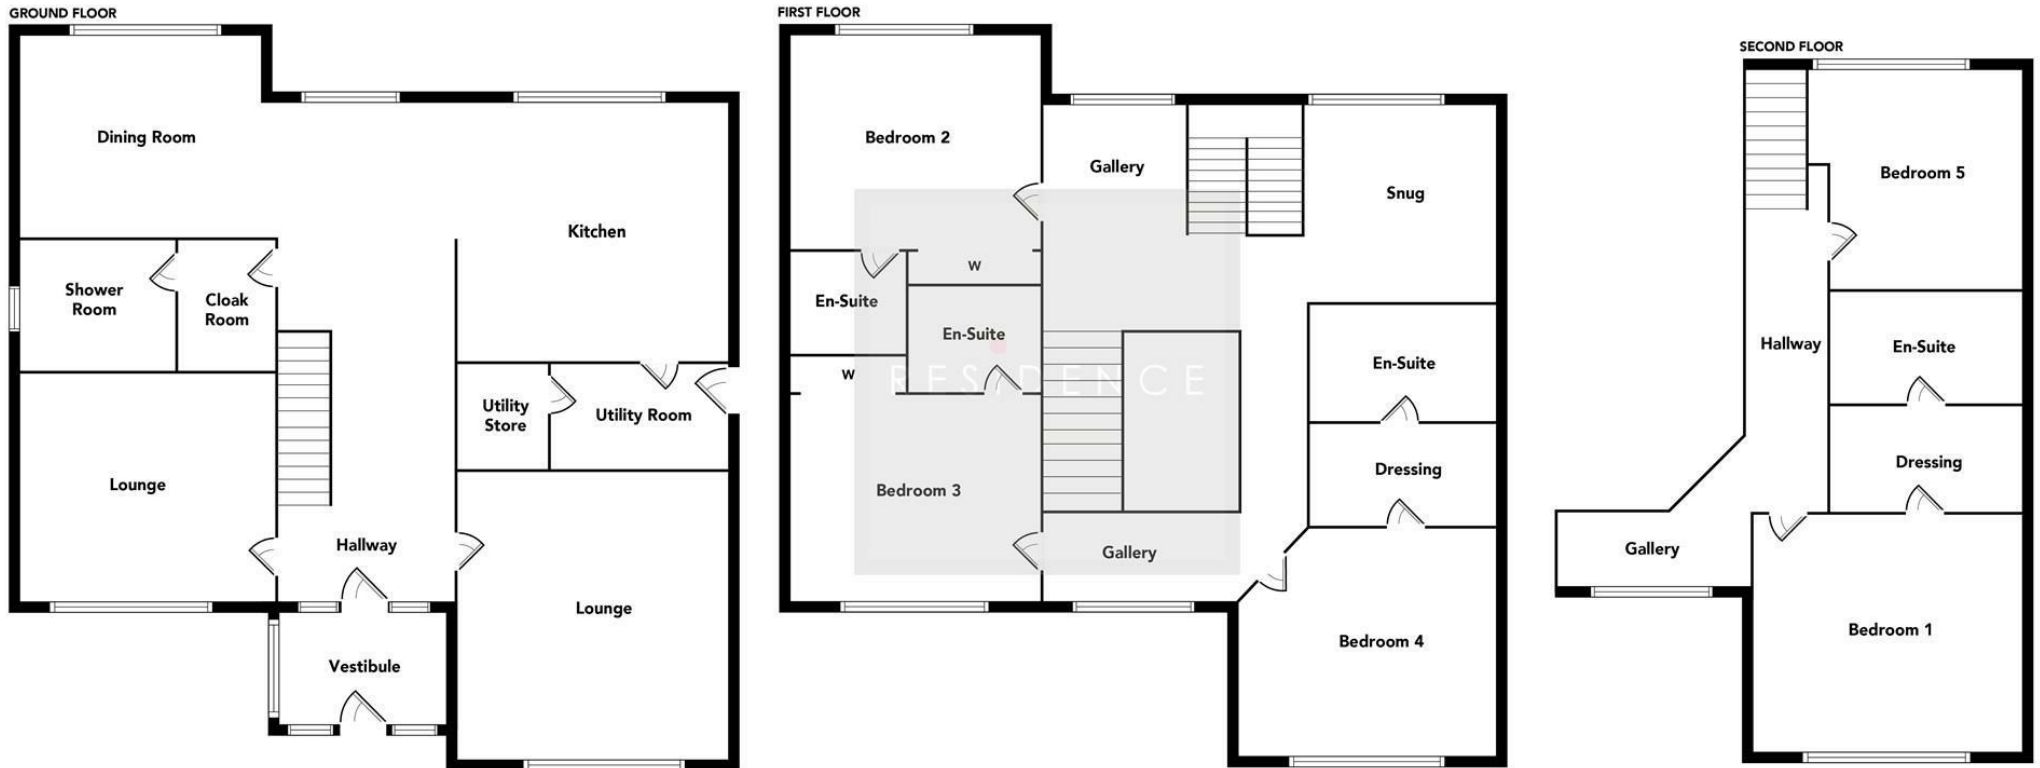 GROUND FLOOR
Dining Room
Kitchen
Shower
Room
Cloak
Room
Utility
Store
Utility Room
Lounge
Hallway
Lounge
Vestibule
FIRST FLOOR
Bedroom 2
Gallery
Snug
W
En-Suite
En-Suite
En-Suite
W
RESIDENCE
Dressing
Bedroom 3
Gallery
Bedroom 4
SECOND FLOOR
Bedroom 5
Hallway
En-Suite
Dressing
Gallery
Bedroom 1